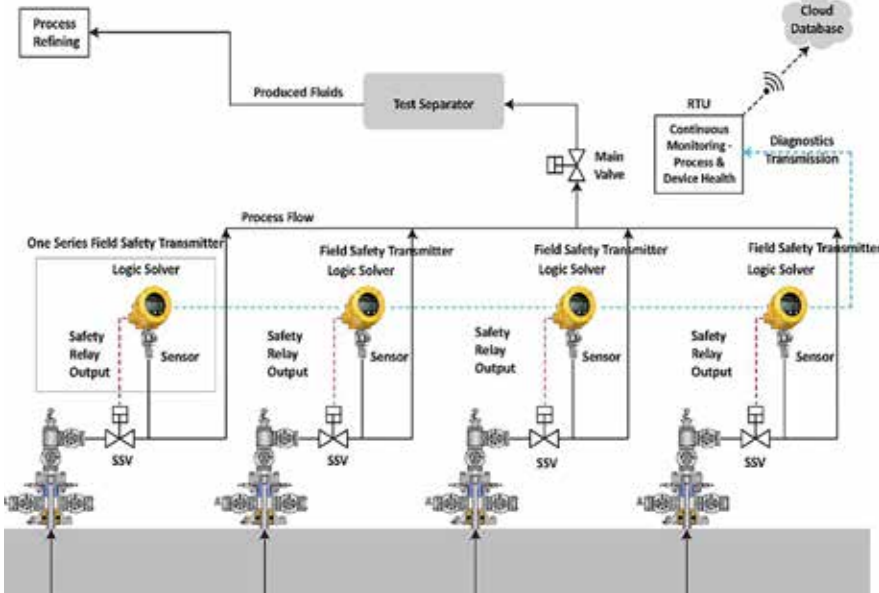 Process
Refining
Cloud
Database
Produced Fluids
Test Separator
RTU
Continuous
Monitoring -
Process &
Device Health
Diagnostics
Transmission
Main
Valve
Process Flow
One Series Field Safety Transmitter
Logic Solver
Field Safety Transmitter
Logic Solver
Field Safety Transmitter
Logic Solver
Field Safety Transmitter
Logic Solver
Safety
Relay
Output
Sensor
Safety
Relay
Output
Sensor
Safety
Relay
Output
Sensor
Safety
Relay
Output
Sensor
SSV
SSV
SSV
SSV